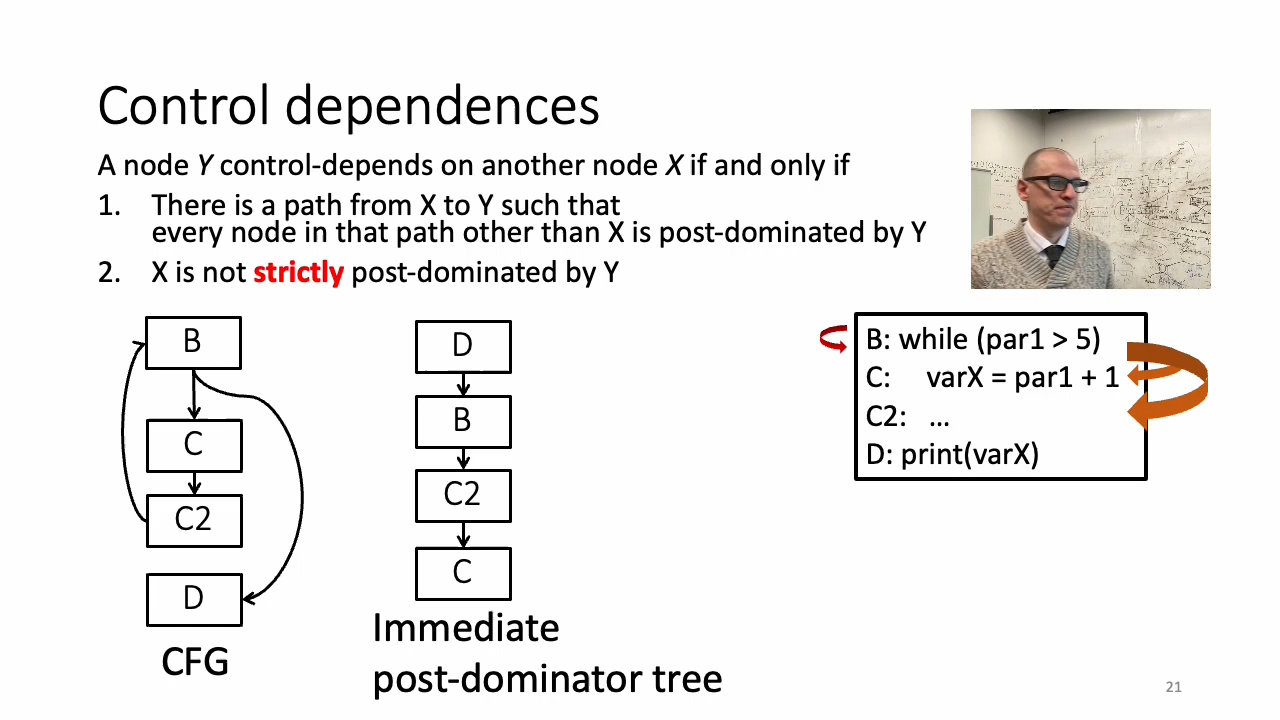 Control dependences
A node Y control-depends on another node X if and only if
1. There is a path from X to Y such that
every node in that path other than X is post-dominated by Y
2. X is not strictly post-dominated by Y
B
C
C2
D
CFG
D
B
C2
C
Immediate
post-dominator tree
B: while (par1 > 5)
C: varX = par1 + 1
C2: ...
D: print(varX)
21